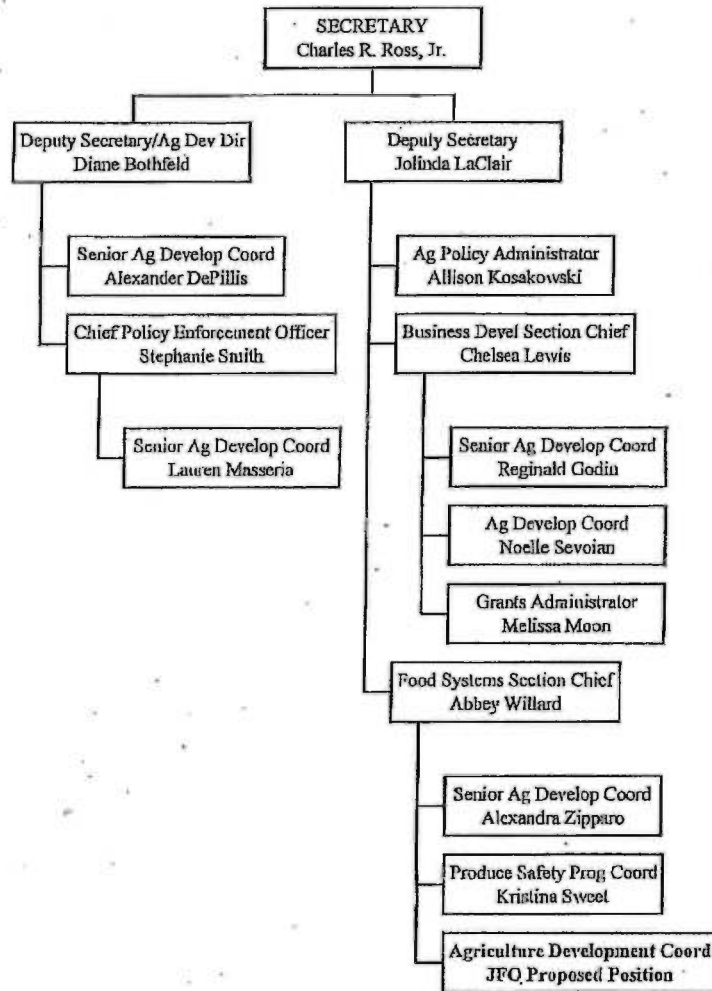 SECRETARY
Charles R. Ross, Jr.
Deputy Secretary/Ag Dev Dir
Diane Bothfeld
Deputy Secretary
Jolinda LaClair
Senior Ag Develop Coord
Alexander DePillis
Chief Policy Enforcement Officer
Stephanie Smith
Senior Ag Develop Coord
Lauren Masseria
Ag Policy Administrator
Allison Kosakowski
Business Devel Section Chief
Chelsea Lewis
Senior Ag Develop Coord
Reginald Godin
Ag Develop Coord
Noelle Sevoian
Grants Administrator
Melissa Moon
Food Systems Section Chief
Abbey Willard
Senior Ag Develop Coord
Alexandra Zipparo
Produce Safety Prog Coord
Kristina Sweet
Agriculture Development Coord
JFO Proposed Position